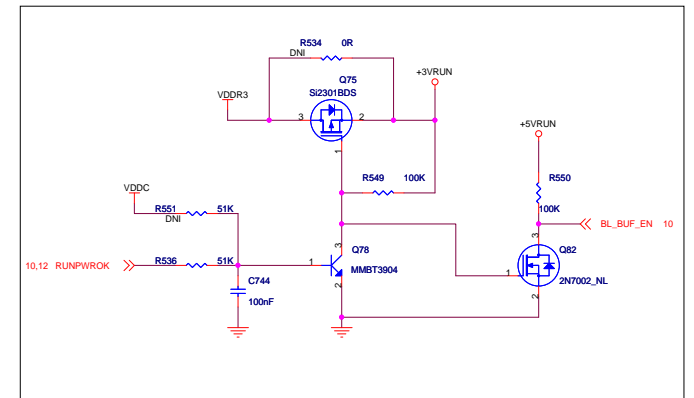 R534 0R
DNI
Q75
Si2301BDS
+3VRUN
VDDR3
3
2
1
+5VRUN
R549 100K
R550
100K
VDDC
R551 51K
DNI
BL_BUF_EN 10
3
Q78
MMBT3904
1
2
3
Q82
2N7002_NL
1
2
10,12 RUNPWROK
R536 51K
C744
100nF